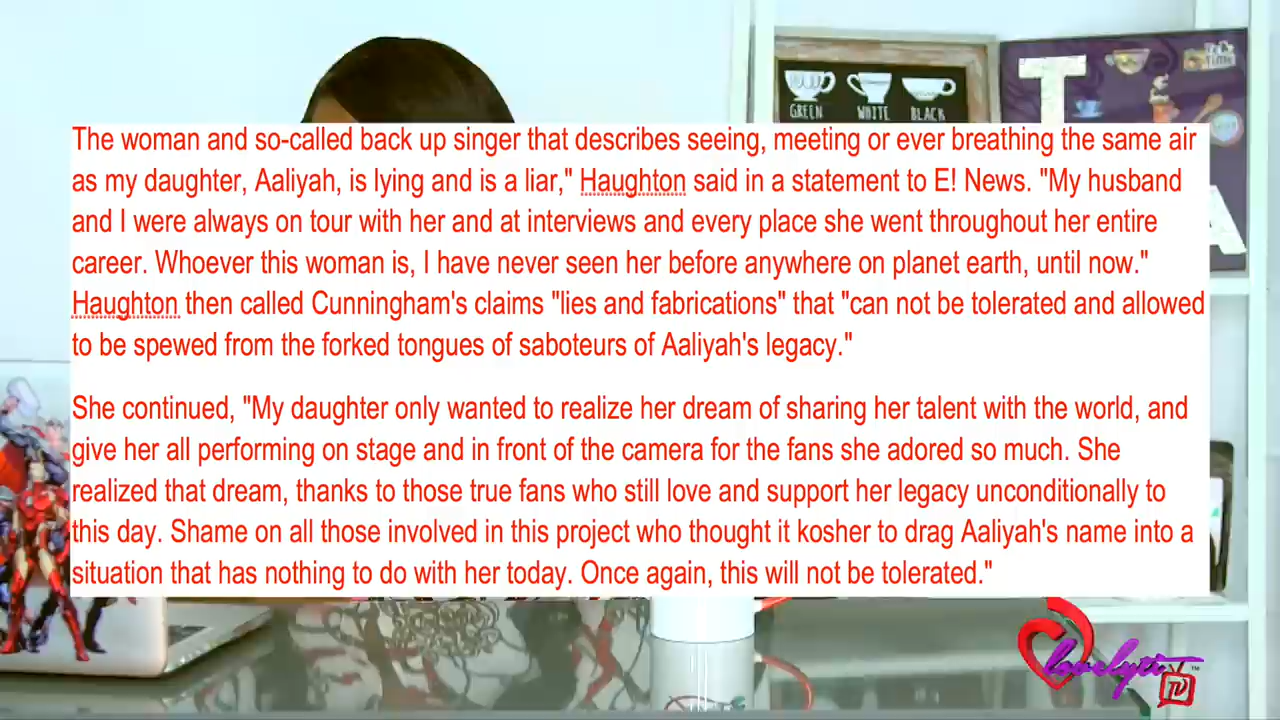 GREEN
WHITE
BLACK
T
A
The woman and so-called back up singer that describes seeing, meeting or ever breathing the same air
as my daughter, Aaliyah, is lying and is a liar," Haughton said in a statement to E! News. "My husband
and I were always on tour with her and at interviews and every place she went throughout her entire
career. Whoever this woman is, I have never seen her before anywhere on planet earth, until now."
Haughton then called Cunningham's claims "lies and fabrications" that "can not be tolerated and allowed
to be spewed from the forked tongues of saboteurs of Aaliyah's legacy."
She continued, "My daughter only wanted to realize her dream of sharing her talent with the world, and
give her all performing on stage and in front of the camera for the fans she adored so much. She
realized that dream, thanks to those true fans who still love and support her legacy unconditionally to
this day. Shame on all those involved in this project who thought it kosher to drag Aaliyah's name into a
situation that has nothing to do with her today. Once again, this will not be tolerated."
lovelyti
TV